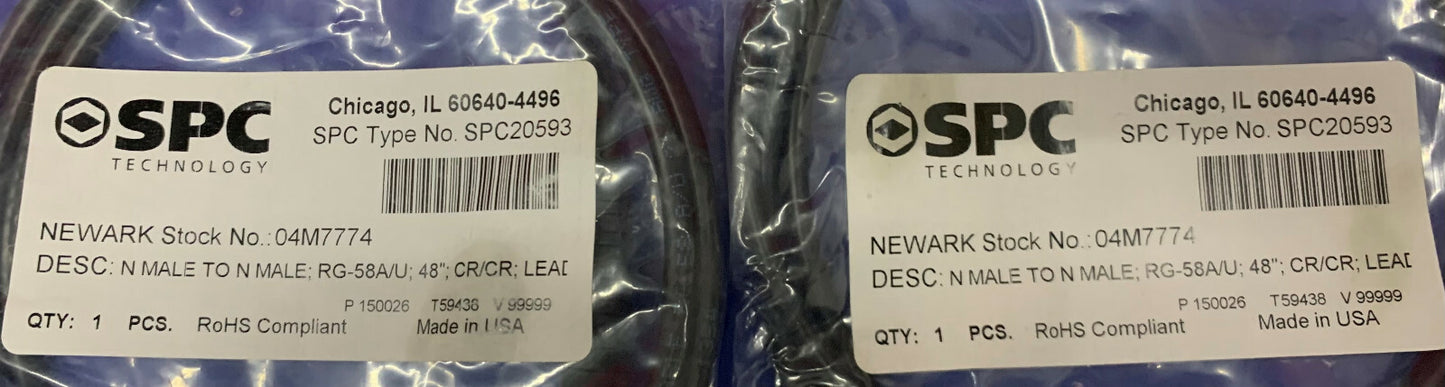 SPC
TECHNOLOGY
Chicago, IL 60640-4496
SPC Type No. SPC20593
NEWARK Stock No.:04M7774
DESC: N MALE TO N MALE; RG-58A/U; 48"; CR/CR; LEAD
P 150026 T59438 V 99999
QTY: 1 PCS. RoHS Compliant Made in USA
SPC
TECHNOLOGY
Chicago, IL 60640-4496
SPC Type No. SPC20593
NEWARK Stock No.:04M7774
DESC: N MALE TO N MALE; RG-58A/U; 48"; CR/CR; LEAD
P 150026 T59438 V 99999
QTY: 1 PCS. RoHS Compliant Made in USA